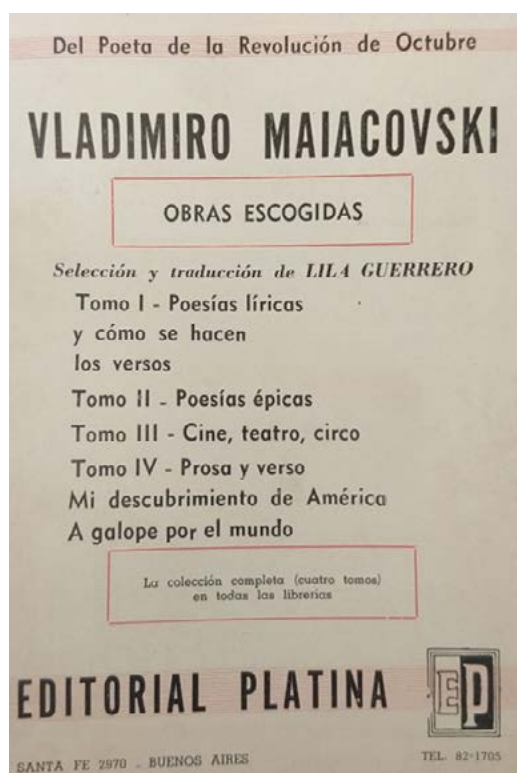 Del Poeta de la Revolución de Octubre
VLADIMIRO MAIACOVSKI
OBRAS ESCOGIDAS
Selección y traducción de LILA GUERRERO
Tomo I - Poesías líricas
y cómo se hacen
los versos
Tomo II - Poesías épicas
Tomo III - Cine, teatro, circo
Tomo IV - Prosa y verso
Mi descubrimiento de América
A galope por el mundo
La colección completa (cuatro tomos)
en todas las librerías
EDITORIAL PLATINA
EP
SANTA FE 2970 - BUENOS AIRES
TEL. 82-1705